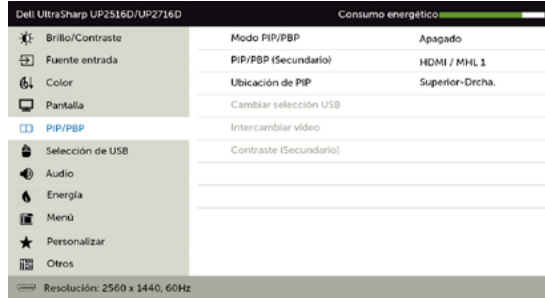 Dell UltraSharp UP2516D/UP2716D Consumo energético
Brillo/Contraste Modo PIP/PBP Apagado
Fuente entrada PIP/PBP (Secundario) HDMI / MHL 1
Color Ubicación de PIP Superior-Drcha.
Pantalla Cambiar selección USB
PIP/PBP Intercambiar vídeo
Selección de USB Contraste (Secundario)
Audio
Energía
Menú
Personalizar
Otros
Resolución: 2560 x 1440, 60Hz